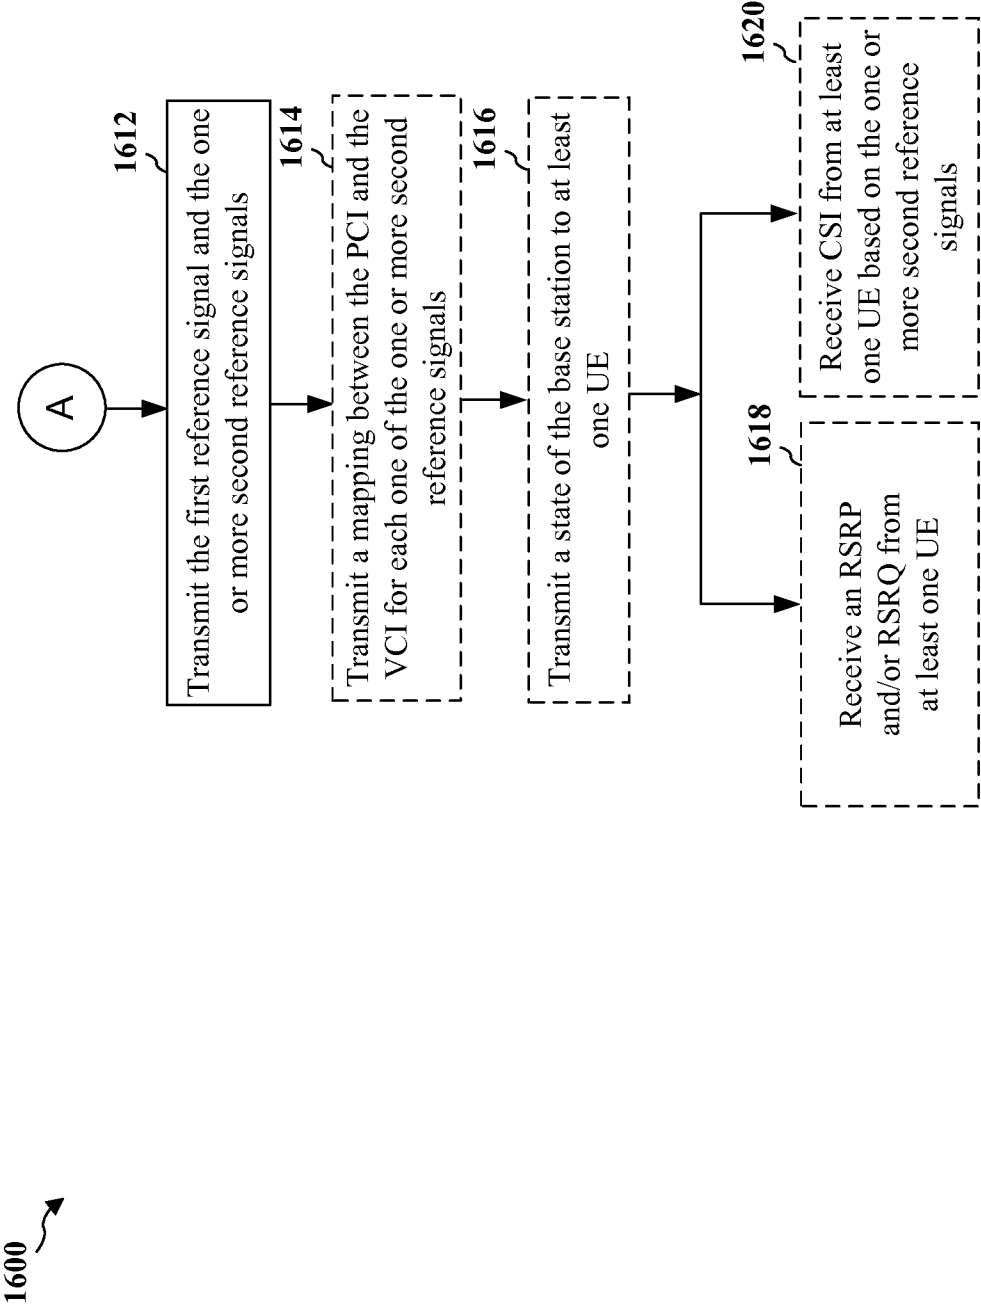 1600
A
1612
Transmit the first reference signal and the one
or more second reference signals
1614
Transmit a mapping between the PCI and the
VCI for each one of the one or more second
reference signals
1616
Transmit a state of the base station to at least
one UE
1618
Receive an RSRP
and/or RSRQ from
at least one UE
1620
Receive CSI from at least
one UE based on the one or
more second reference
signals